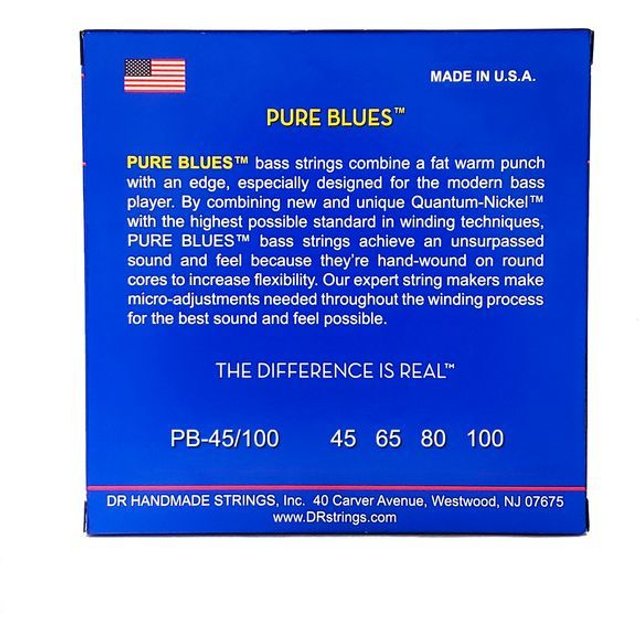 MADE IN U.S.A.
PURE BLUES™
PURE BLUES™ bass strings combine a fat warm punch
with an edge, especially designed for the modern bass
player. By combining new and unique Quantum-Nickel™
with the highest possible standard in winding techniques,
PURE BLUES™ bass strings achieve an unsurpassed
sound and feel because they're hand-wound on round
cores to increase flexibility. Our expert string makers make
micro-adjustments needed throughout the winding process
for the best sound and feel possible.
THE DIFFERENCE IS REAL™
PB-45/100 45 65 80 100
DR HANDMADE STRINGS, Inc. 40 Carver Avenue, Westwood, NJ 07675
www.DRstrings.com